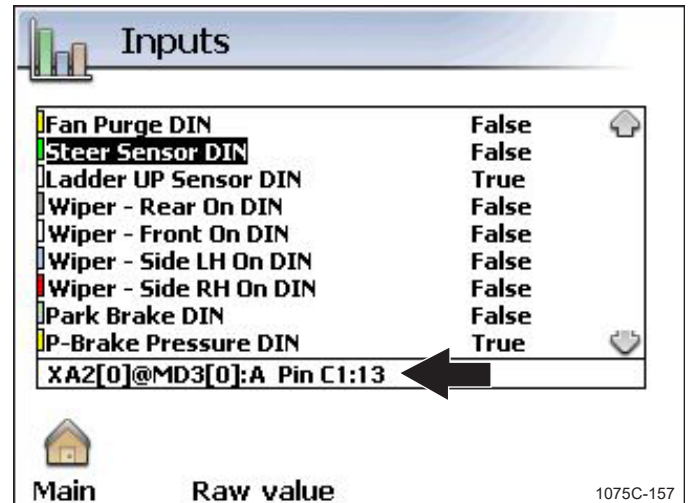 Inputs
Fan Purge DIN False
Steer Sensor DIN False
Ladder UP Sensor DIN True
Wiper - Rear On DIN False
Wiper - Front On DIN False
Wiper - Side LH On DIN False
Wiper - Side RH On DIN False
Park Brake DIN False
P-Brake Pressure DIN True
XA2[0]@MD3[0]:A Pin C1:13
Main Raw value
1075C-157